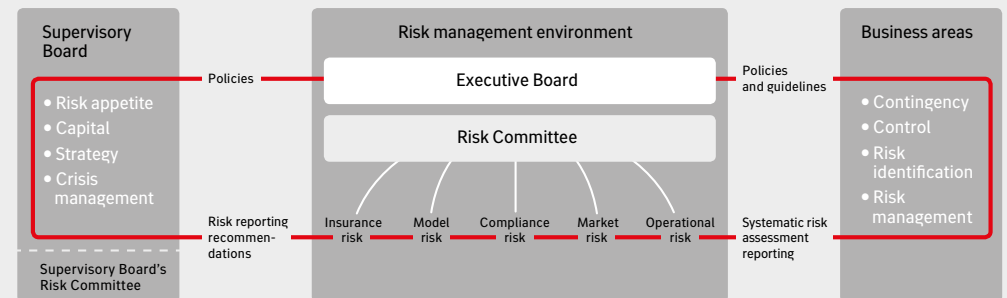 Supervisory
Board
• Risk appetite
• Capital
• Strategy
• Crisis
management
Supervisory Board's
Risk Committee
Policies
Risk reporting
recommen-
dations
Risk management environment
Executive Board
Risk Committee
Insurance
risk
Model
risk
Compliance
risk
Market
risk
Operational
risk
Policies
and guidelines
Systematic risk
assessment
reporting
Business areas
• Contingency
• Control
• Risk
identification
• Risk
management